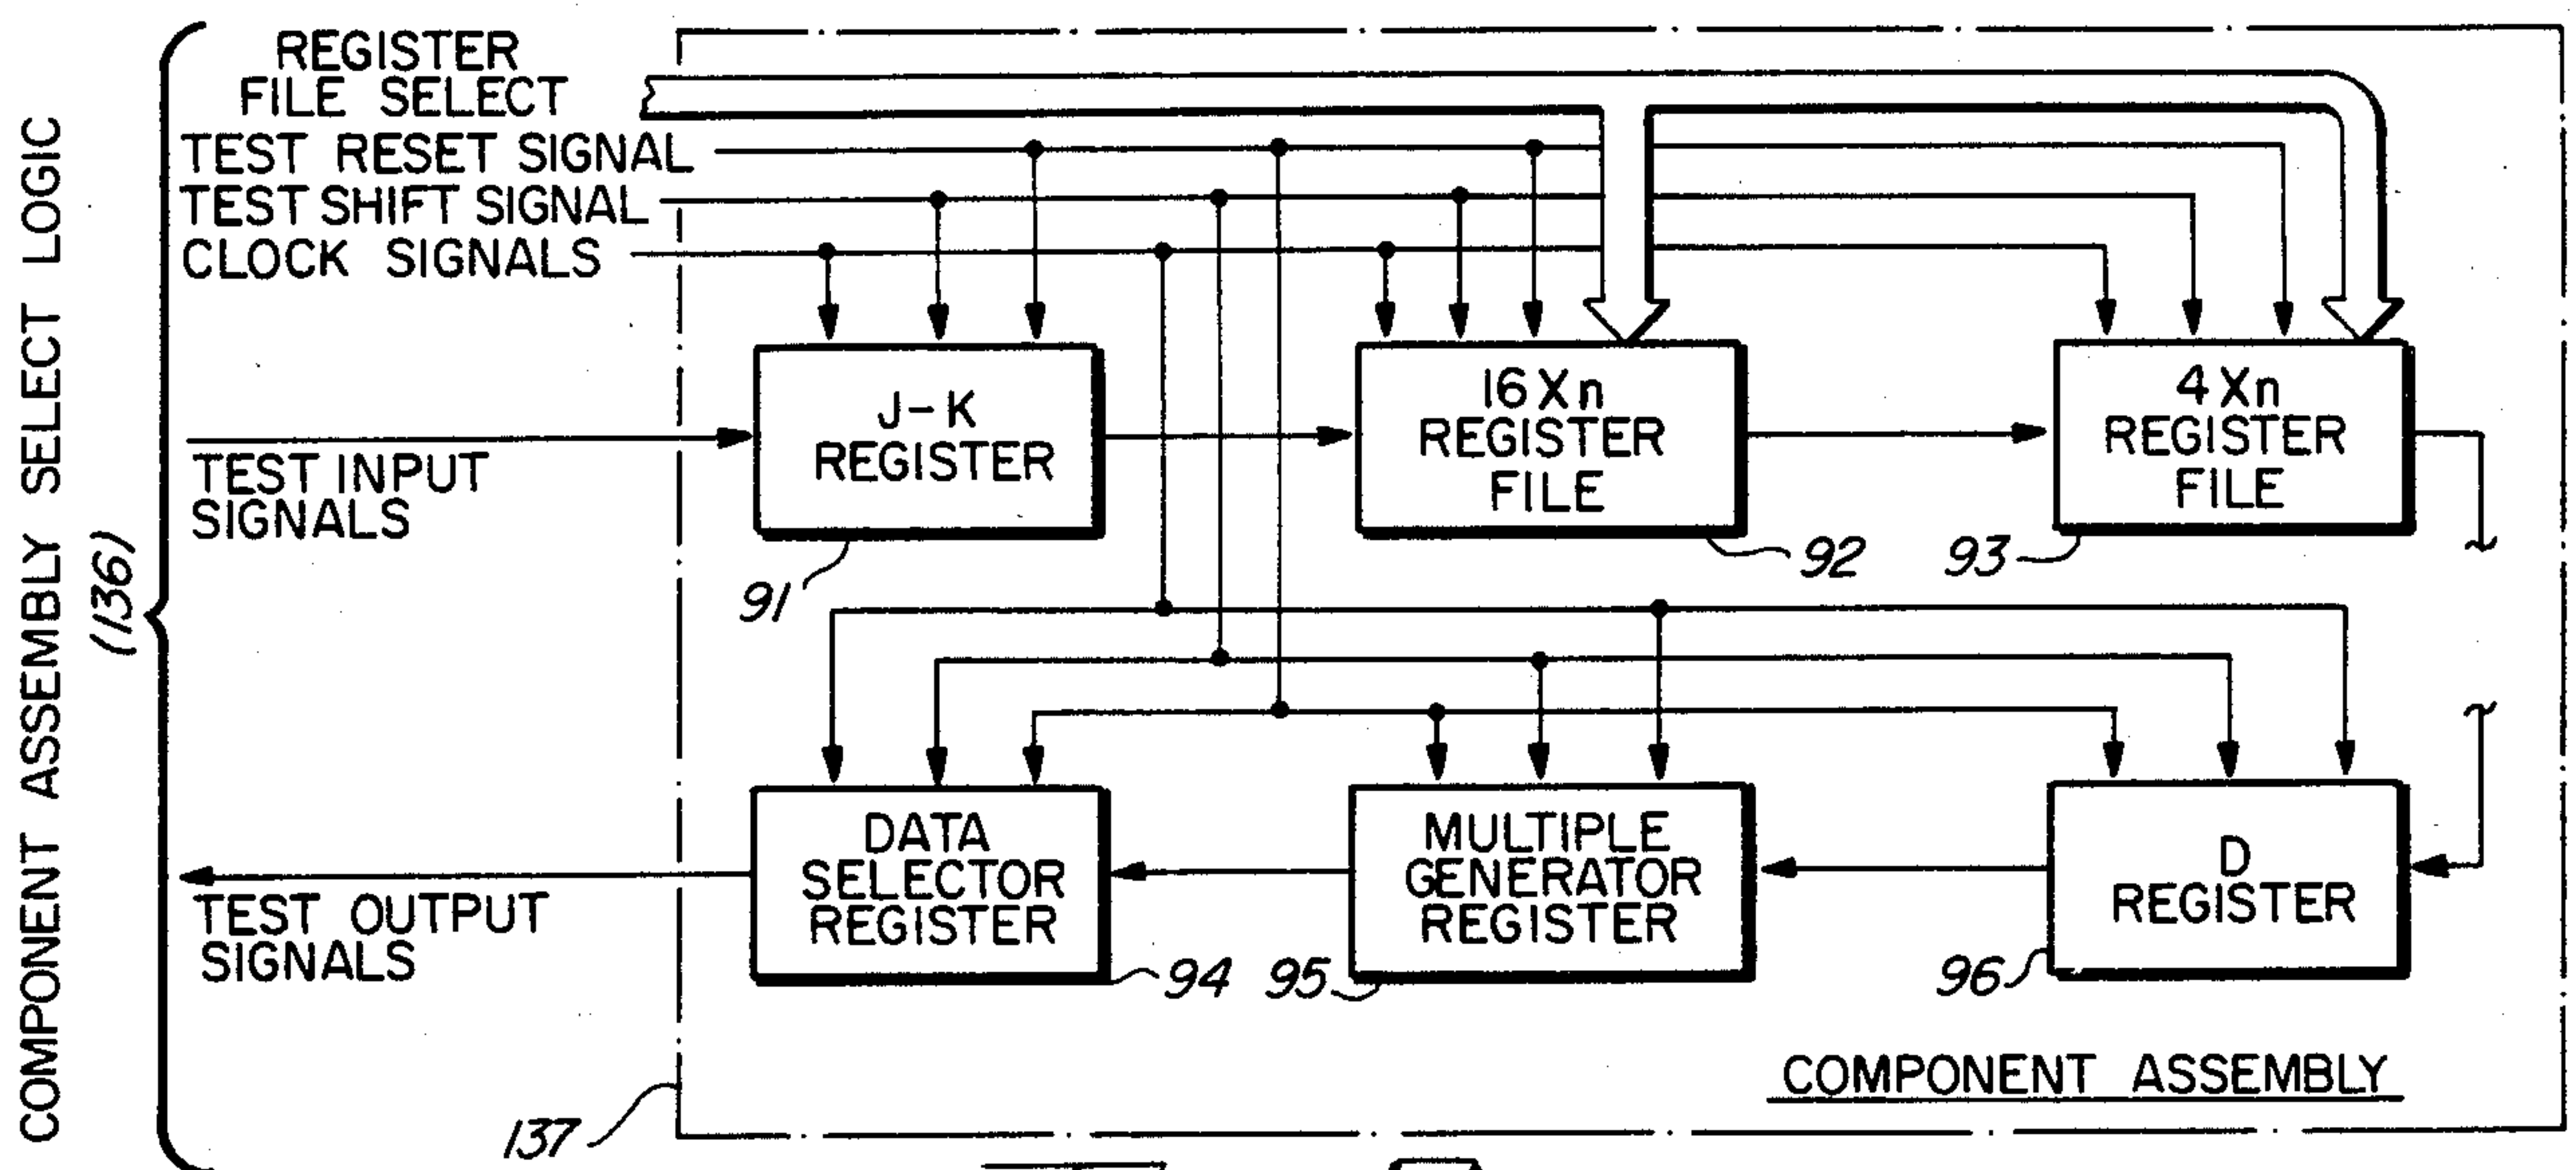 COMPONENT ASSEMBLY SELECT LOGIC
(136)
REGISTER
FILE SELECT
TEST RESET SIGNAL
TEST SHIFT SIGNAL
CLOCK SIGNALS
TEST INPUT
SIGNALS
J-K
REGISTER
91
16Xn
REGISTER
FILE
92
4Xn
REGISTER
FILE
93
TEST OUTPUT
SIGNALS
DATA
SELECTOR
REGISTER
94
MULTIPLE
GENERATOR
REGISTER
95
D
REGISTER
96
COMPONENT ASSEMBLY
137